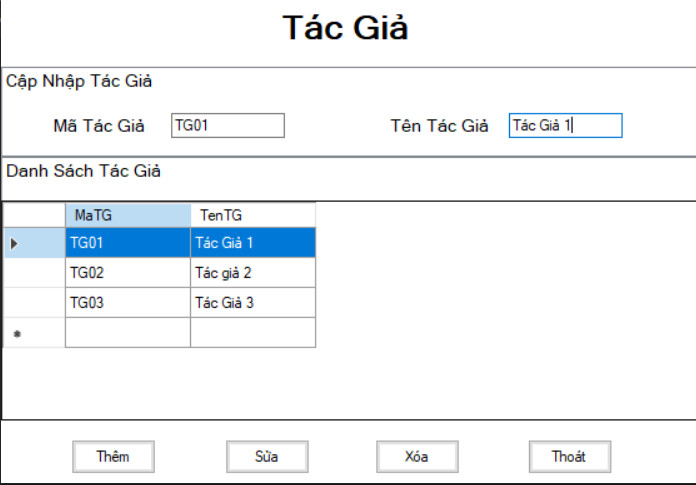 Tác Giả
Cập Nhập Tác Giả
Mã Tác Giả TG01 Tên Tác Giả Tác Giả 1
Danh Sách Tác Giả
MaTG TenTG
TG01 Tác Giả 1
TG02 Tác giả 2
TG03 Tác Giả 3
Thêm Sửa Xóa Thoát